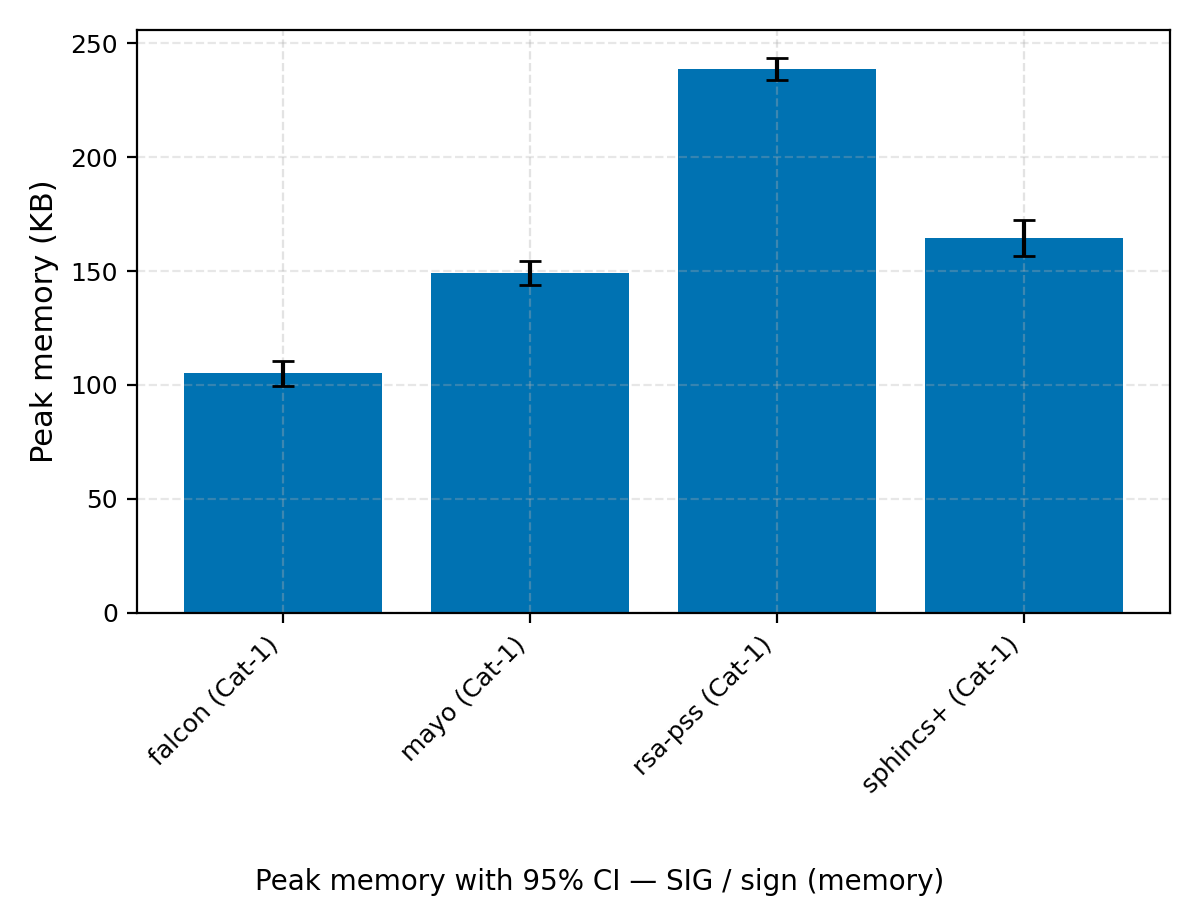 250
200
150
100
50
0
Peak memory (KB)
falcon (Cat-1)
mayo (Cat-1)
rsa-pss (Cat-1)
sphincs+ (Cat-1)
Peak memory with 95% CI — SIG / sign (memory)